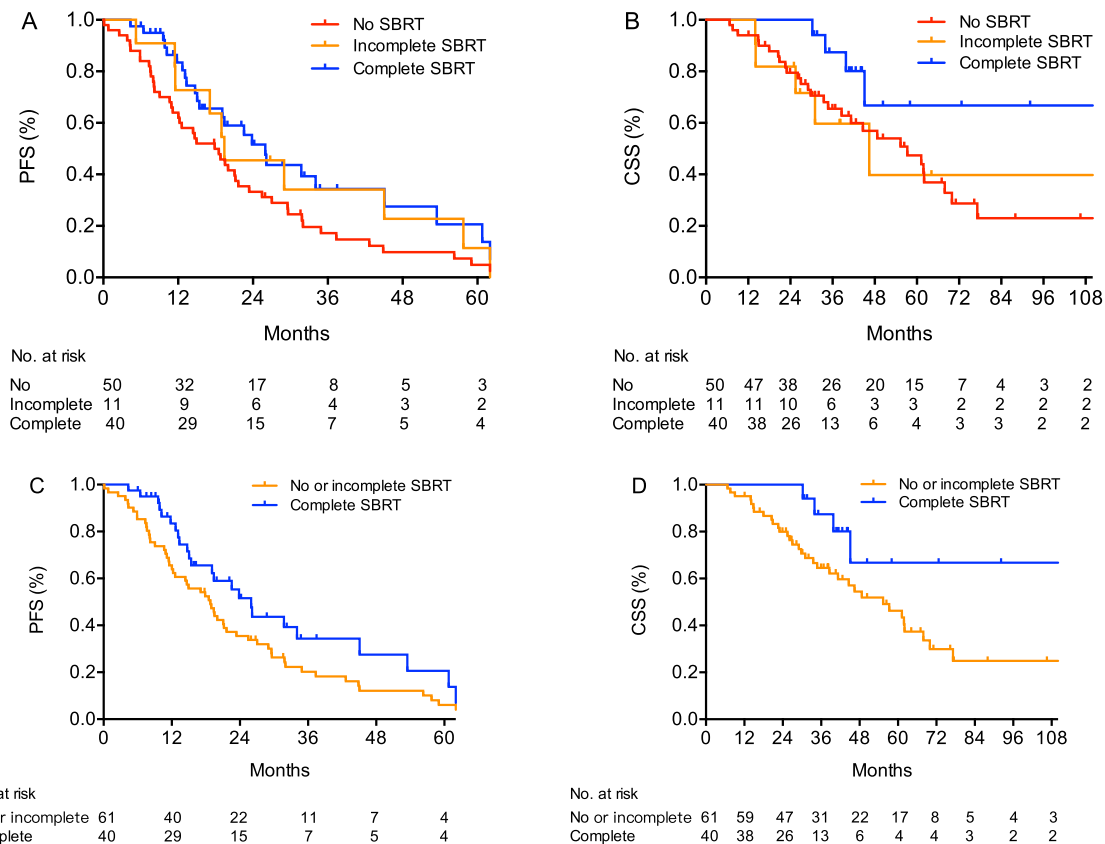 A
No SBRT
Incomplete SBRT
Complete SBRT
PFS (%)
1.0
0.8
0.6
0.4
0.2
0.0
0 12 24 36 48 60
Months
No. at risk
No 50 32 17 8 5 3
Incomplete 11 9 6 4 3 2
Complete 40 29 15 7 5 4
B
No SBRT
Incomplete SBRT
Complete SBRT
CSS (%)
1.0
0.8
0.6
0.4
0.2
0.0
0 12 24 36 48 60 72 84 96 108
Months
No. at risk
No 50 47 38 26 20 15 7 4 3 2
Incomplete 11 11 10 6 3 3 2 2 2 2
Complete 40 38 26 13 6 4 3 3 2 2
C
No or incomplete SBRT
Complete SBRT
PFS (%)
1.0
0.8
0.6
0.4
0.2
0.0
0 12 24 36 48 60
Months
at risk
r incomplete 61 40 22 11 7 4
plete 40 29 15 7 5 4
D
No or incomplete SBRT
Complete SBRT
CSS (%)
1.0
0.8
0.6
0.4
0.2
0.0
0 12 24 36 48 60 72 84 96 108
Months
No. at risk
No or incomplete 61 59 47 31 22 17 8 5 4 3
Complete 40 38 26 13 6 4 4 3 2 2